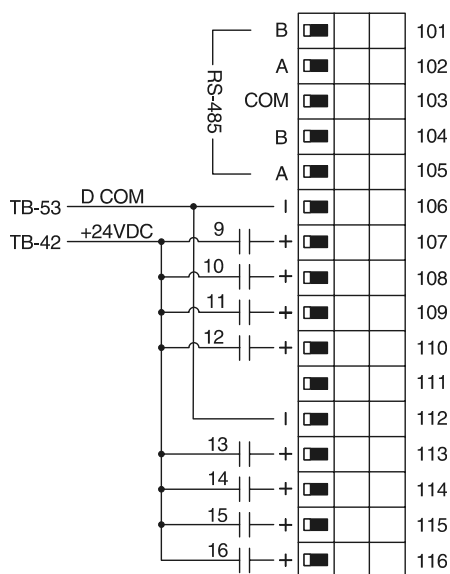 B 101
A 102
RS-485
COM 103
B 104
A 105
TB-53 D COM I 106
TB-42 +24VDC 9 + 107
10 + 108
11 + 109
12 + 110
111
I 112
13 + 113
14 + 114
15 + 115
16 + 116